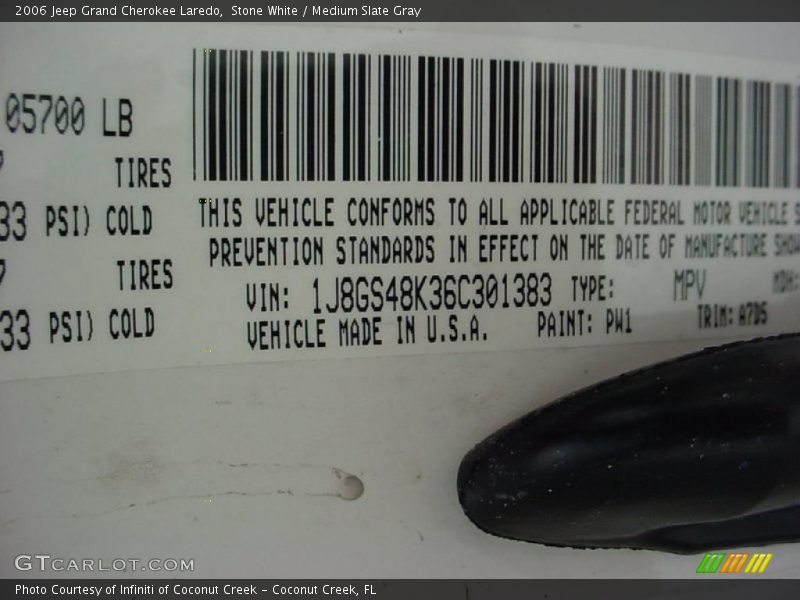 2006 Jeep Grand Cherokee Laredo, Stone White / Medium Slate Gray
05700 LB
TIRES
33 PSI) COLD
TIRES
33 PSI) COLD
THIS VEHICLE CONFORMS TO ALL APPLICABLE FEDERAL MOTOR VEHICLE S
PREVENTION STANDARDS IN EFFECT ON THE DATE OF MANUFACTURE SHOW
VIN: 1J8GS48K36C301383 TYPE: MPV MDH:
VEHICLE MADE IN U.S.A. PAINT: PW1 TRIM: A7D5
GTCARLOT.COM
Photo Courtesy of Infiniti of Coconut Creek - Coconut Creek, FL